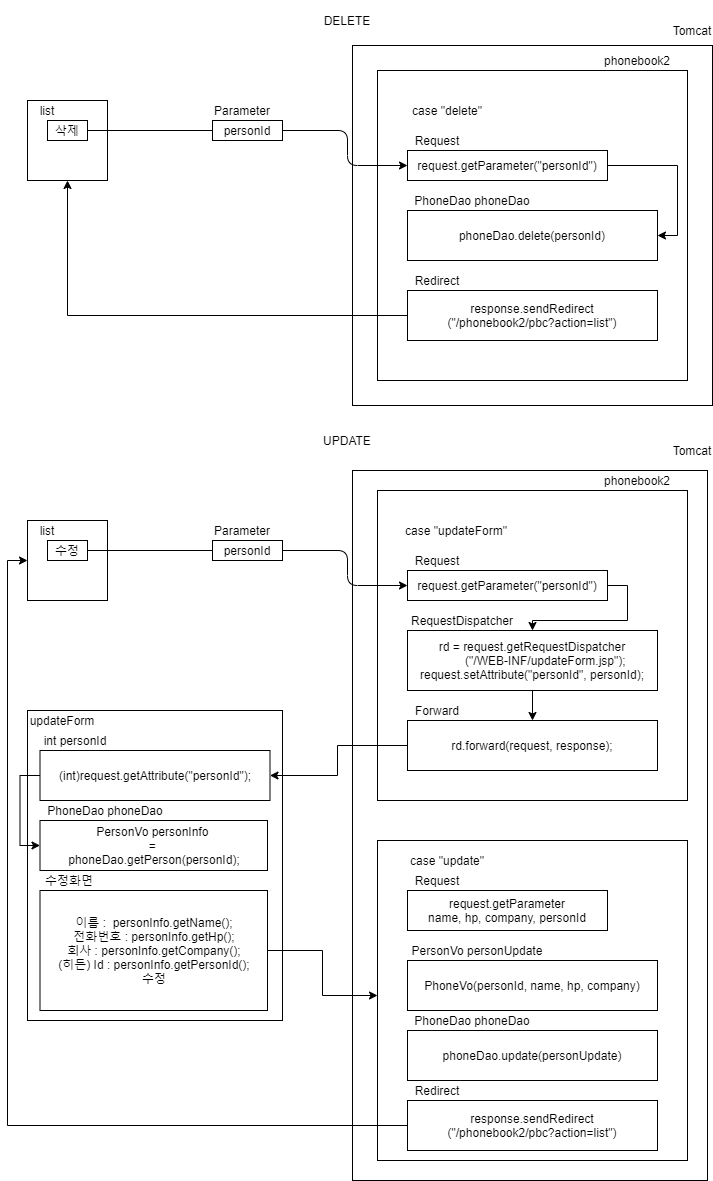 DELETE
Tomcat
phonebook2
list
삭제
Parameter
personId
case "delete"
Request
request.getParameter("personId")
PhoneDao phoneDao
phoneDao.delete(personId)
Redirect
response.sendRedirect
("/phonebook2/pbc?action=list")
UPDATE
Tomcat
phonebook2
list
수정
Parameter
personId
case "updateForm"
Request
request.getParameter("personId")
RequestDispatcher
rd = request.getRequestDispatcher
("/WEB-INF/updateForm.jsp");
request.setAttribute("personId", personId);
Forward
rd.forward(request, response);
updateForm
int personId
(int)request.getAttribute("personId");
PhoneDao phoneDao
PersonVo personInfo
=
phoneDao.getPerson(personId);
수정화면
이름 : personInfo.getName();
전화번호 : personInfo.getHp();
회사 : personInfo.getCompany();
(히든) Id : personInfo.getPersonId();
수정
case "update"
Request
request.getParameter
name, hp, company, personId
PersonVo personUpdate
PhoneVo(personId, name, hp, company)
PhoneDao phoneDao
phoneDao.update(personUpdate)
Redirect
response.sendRedirect
("/phonebook2/pbc?action=list")